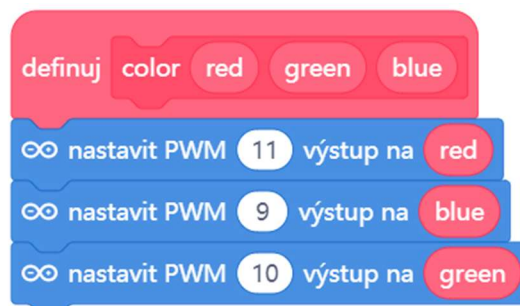 definuj color red green blue
nastavit PWM 11 výstup na red
nastavit PWM 9 výstup na blue
nastavit PWM 10 výstup na green